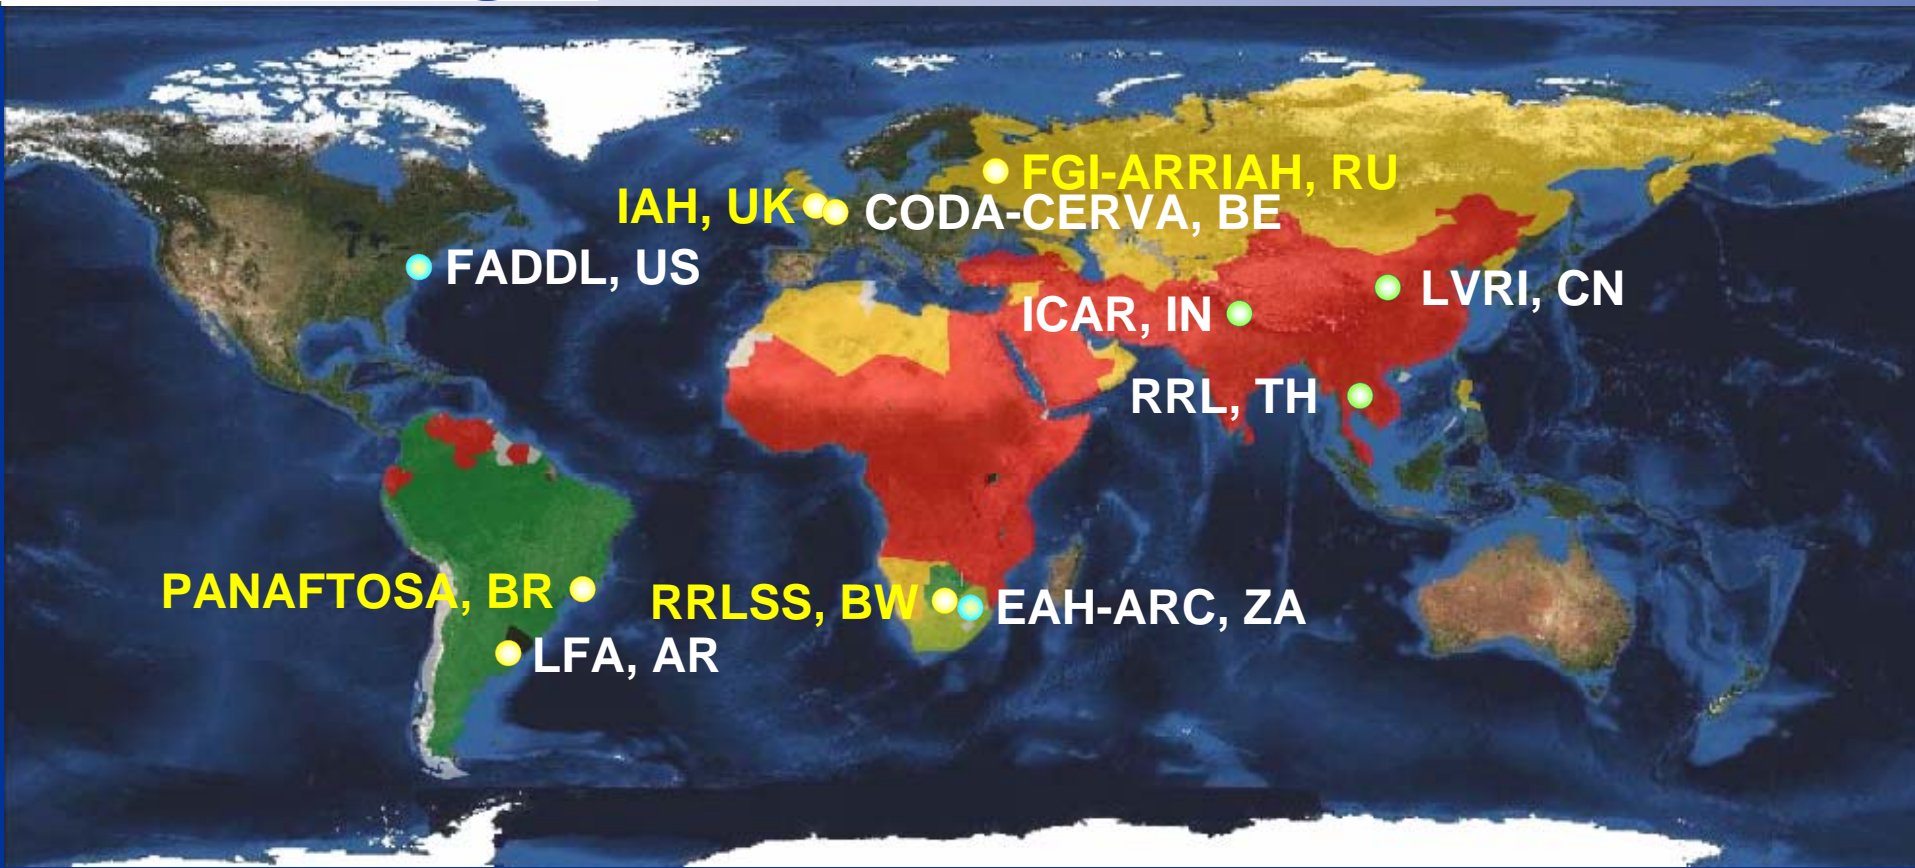 FGI-ARRIAH, RU
IAH, UK
CODA-CERVA, BE
FADDL, US
LVRI, CN
ICAR, IN
RRL, TH
PANAFTOSA, BR
RRLSS, BW
EAH-ARC, ZA
LFA, AR